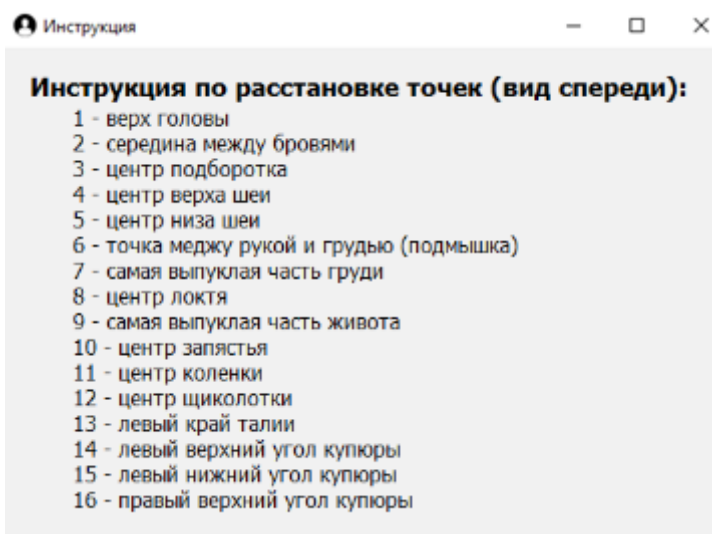 Инструкция
Инструкция по расстановке точек (вид спереди):
1 - верх головы
2 - середина между бровями
3 - центр подборотка
4 - центр верха шеи
5 - центр низа шеи
6 - точка меджу рукой и грудью (подмышка)
7 - самая выпуклая часть груди
8 - центр локтя
9 - самая выпуклая часть живота
10 - центр запястья
11 - центр коленки
12 - центр щиколотки
13 - левый край талии
14 - левый верхний угол купюры
15 - левый нижний угол купюры
16 - правый верхний угол купюры